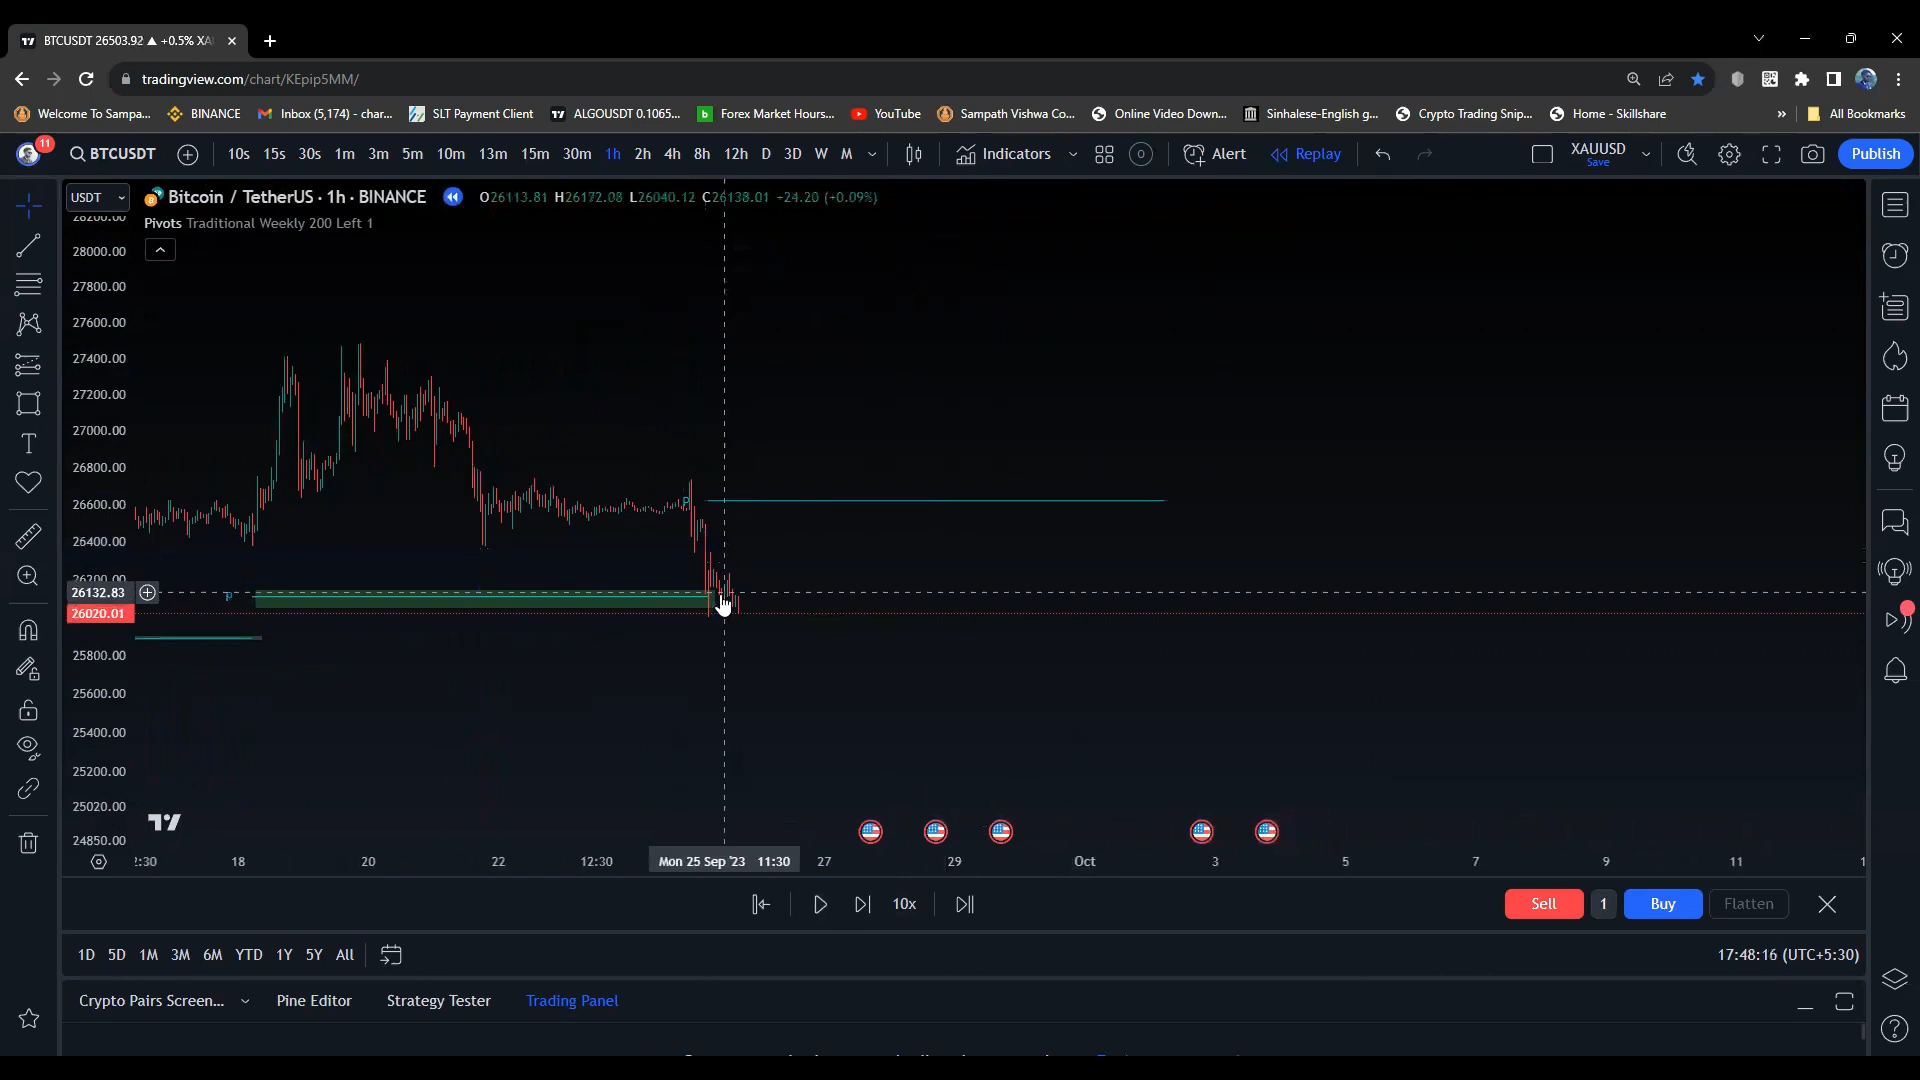 BTCUSDT 26503.92 ▲ +0.5% XA
tradingview.com/chart/KEpip5MM/
Welcome To Sampa... BINANCE Inbox (5,174) - char... SLT Payment Client ALGOUSDT 0.1065... Forex Market Hours... YouTube Sampath Vishwa Co... Online Video Down... Sinhalese-English g... Crypto Trading Snip... Home - Skillshare » All Bookmarks
11 BTCUSDT 10s 15s 30s 1m 3m 5m 10m 13m 15m 30m 1h 2h 4h 8h 12h D 3D W M Indicators Alert Replay XAUUSD Save Publish
USDT Bitcoin / TetherUS · 1h · BINANCE O26113.81 H26172.08 L26040.12 C26138.01 −24.20 (+0.09%)
28200.00
Pivots Traditional Weekly 200 Left 1
28000.00
27800.00
27600.00
27400.00
27200.00
27000.00
26800.00
26600.00 P
26400.00
26200.00
26132.83 P
26020.01
25800.00
25600.00
25400.00
25200.00
25020.00
24850.00
2:30 18 20 22 12:30 Mon 25 Sep '23 11:30 27 29 Oct 3 5 7 9 11 1
10x Sell 1 Buy Flatten
1D 5D 1M 3M 6M YTD 1Y 5Y All 17:48:16 (UTC+5:30)
Crypto Pairs Screen... Pine Editor Strategy Tester Trading Panel